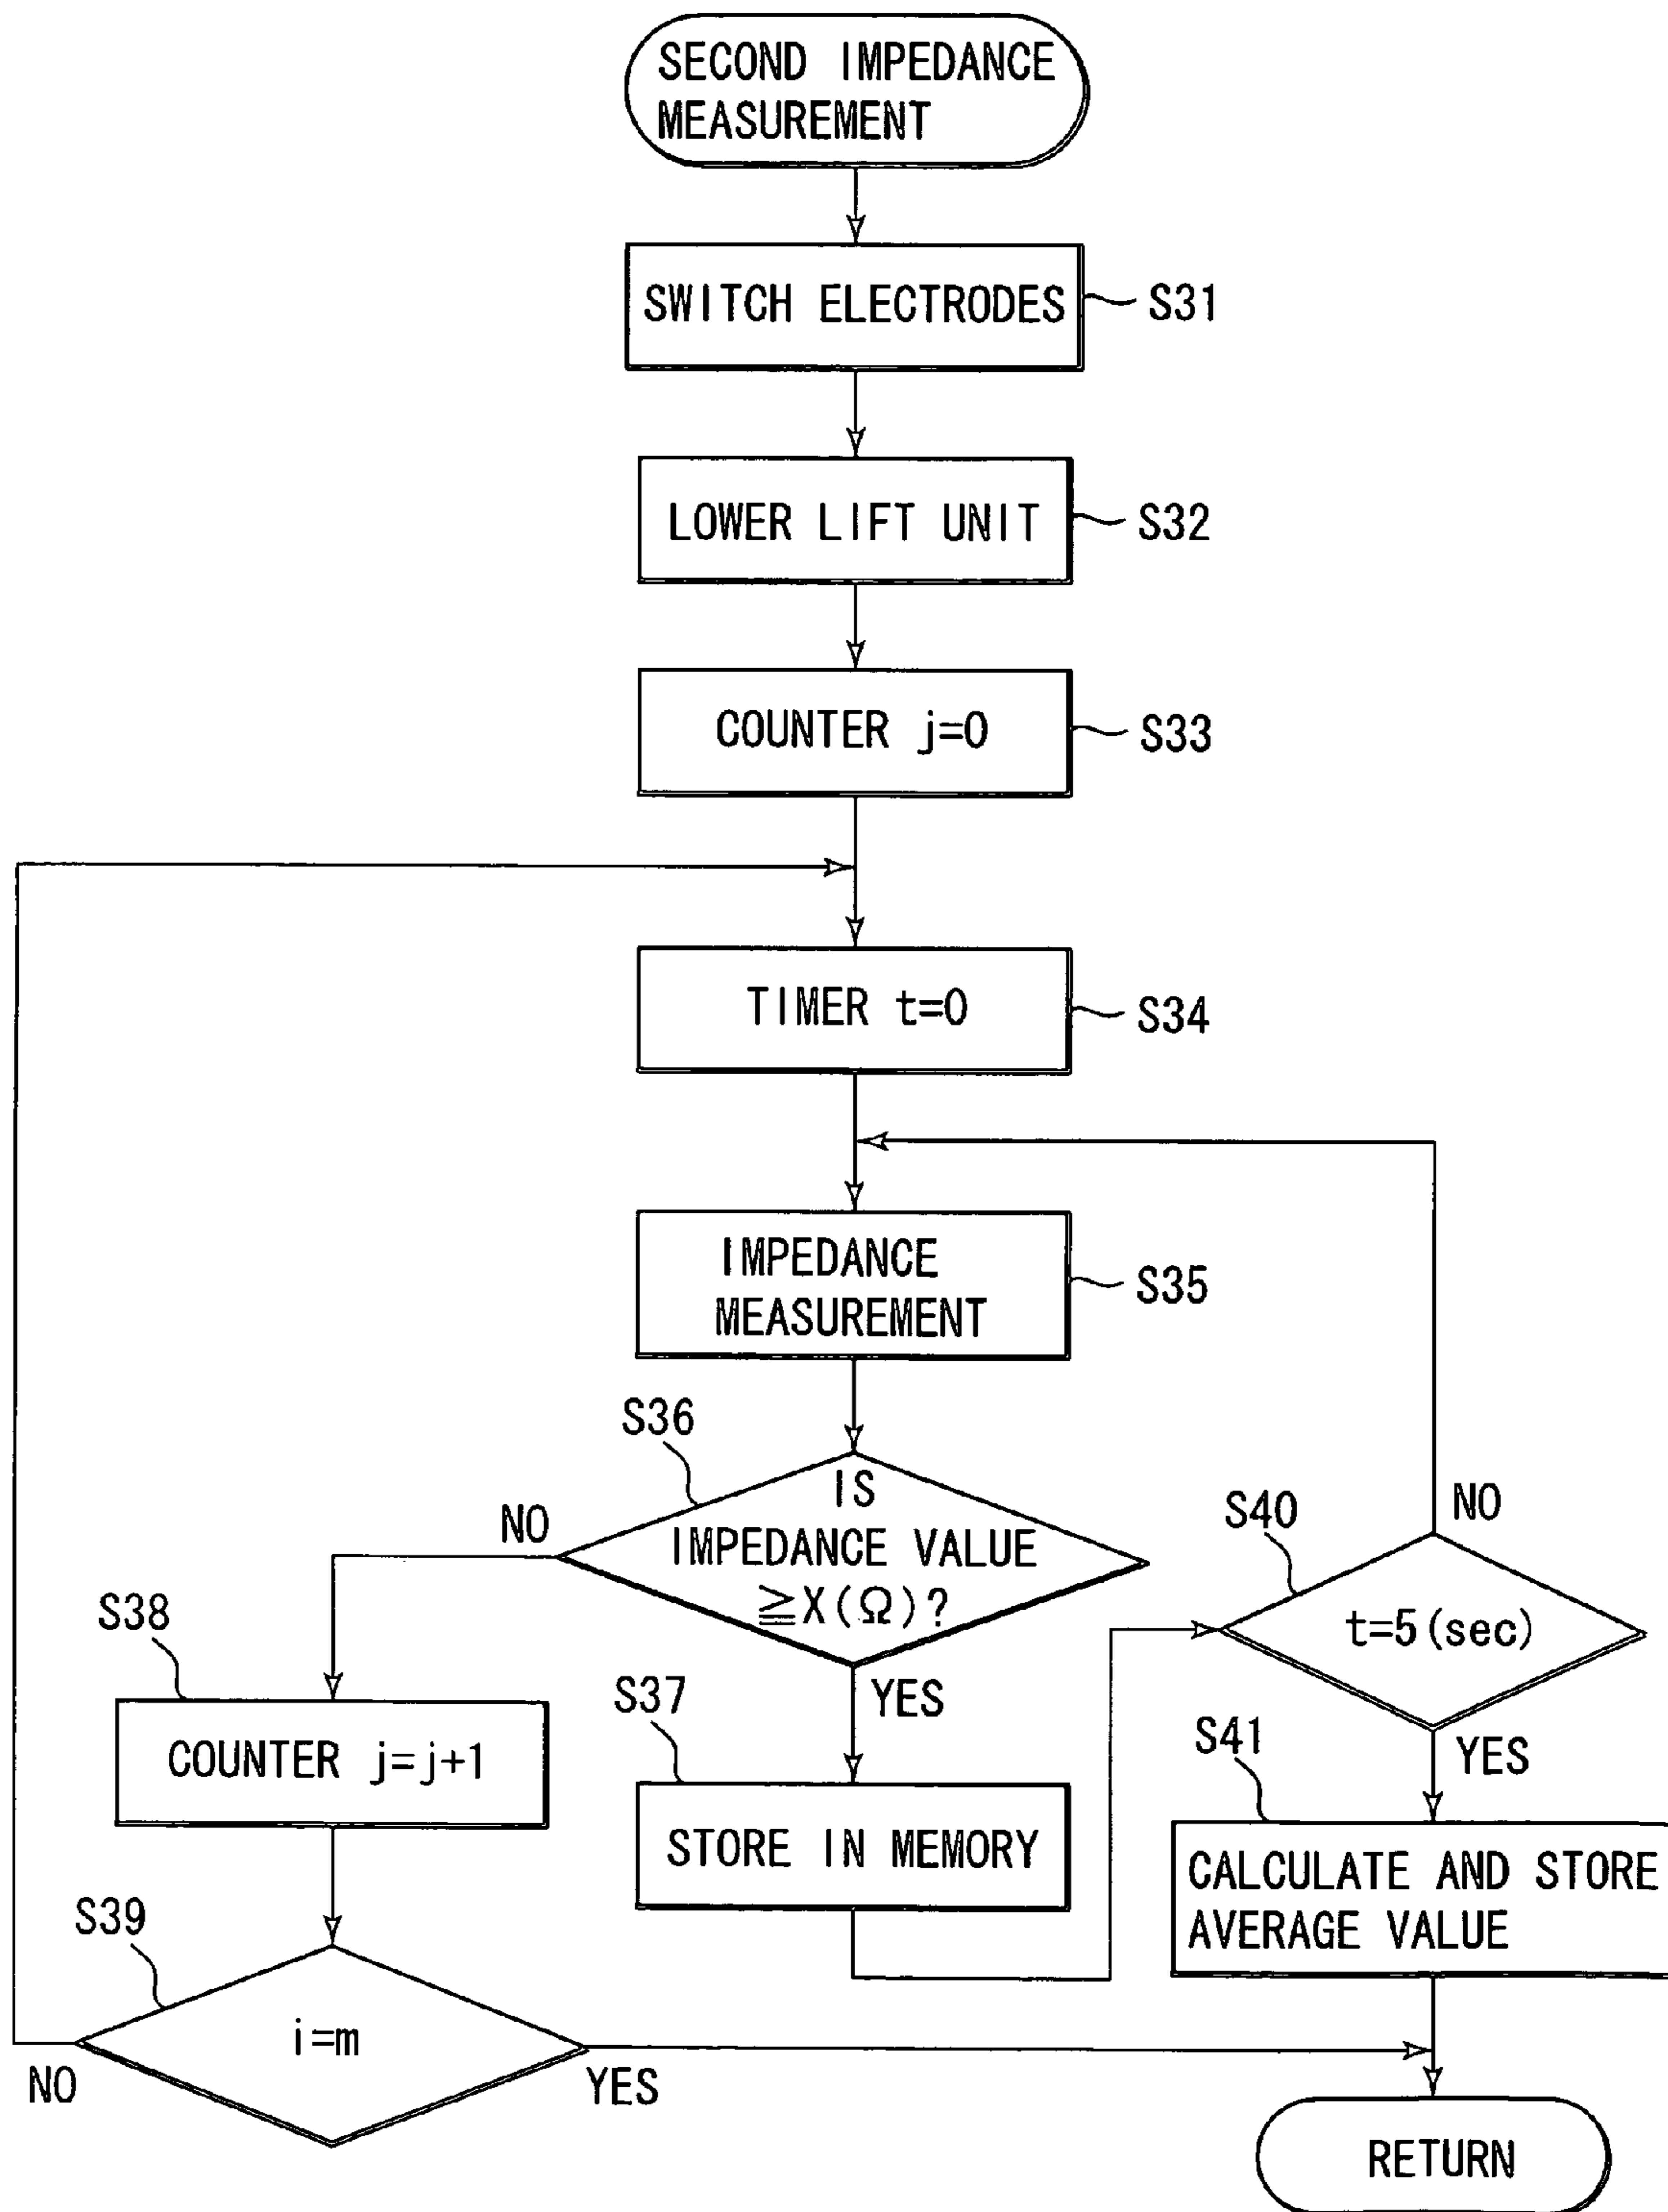 SECOND IMPEDANCE
MEASUREMENT
SWITCH ELECTRODES
S31
LOWER LIFT UNIT
S32
COUNTER j=0
S33
TIMER t=0
S34
IMPEDANCE
MEASUREMENT
S35
S36
IS
IMPEDANCE VALUE
≧X(Ω)?
NO
YES
S38
COUNTER j=j+1
S37
STORE IN MEMORY
S40
t=5(sec)
NO
YES
S41
CALCULATE AND STORE
AVERAGE VALUE
S39
i=m
NO
YES
RETURN